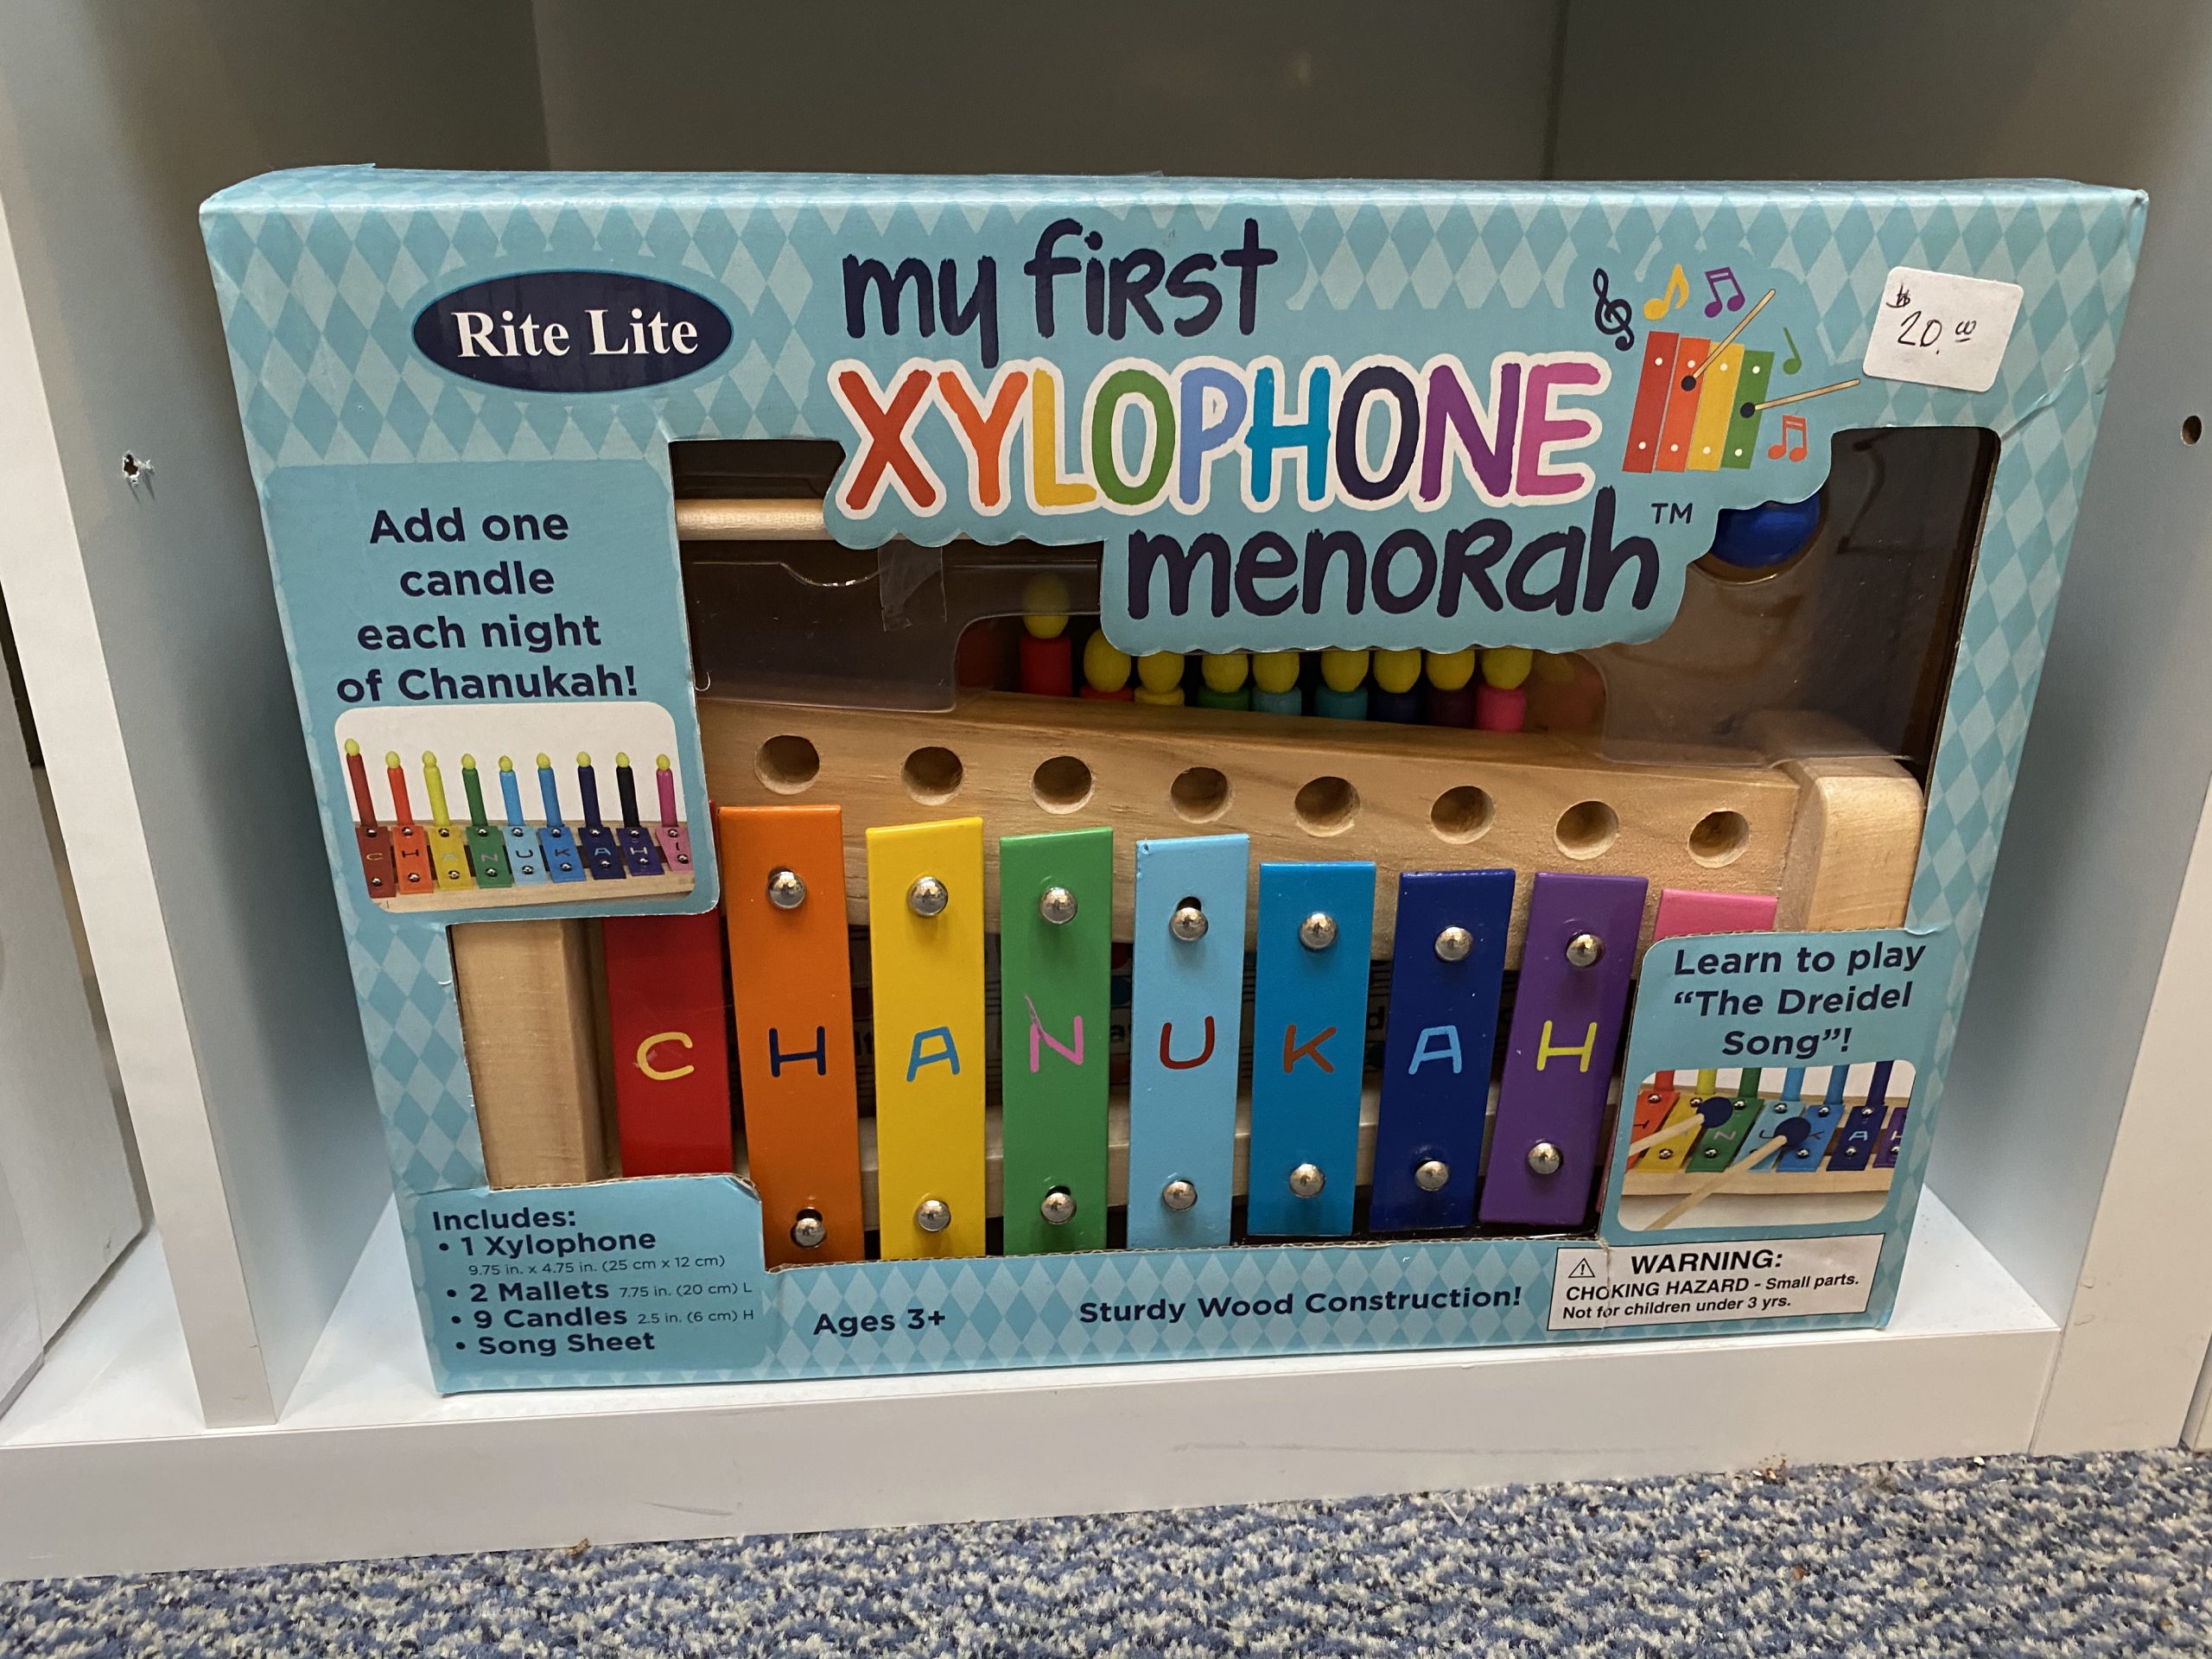 my first
XYLOPHONE
menorah™
Rite Lite
$20.00
Add one
candle
each night
of Chanukah!
C H A N U K A H
C H A N U K A H
Learn to play
“The Dreidel
Song”!
N U K A H
Includes:
• 1 Xylophone
9.75 in. x 4.75 in. (25 cm x 12 cm)
• 2 Mallets 7.75 in. (20 cm) L
• 9 Candles 2.5 in. (6 cm) H
• Song Sheet
Ages 3+
Sturdy Wood Construction!
WARNING:
CHOKING HAZARD - Small parts.
Not for children under 3 yrs.